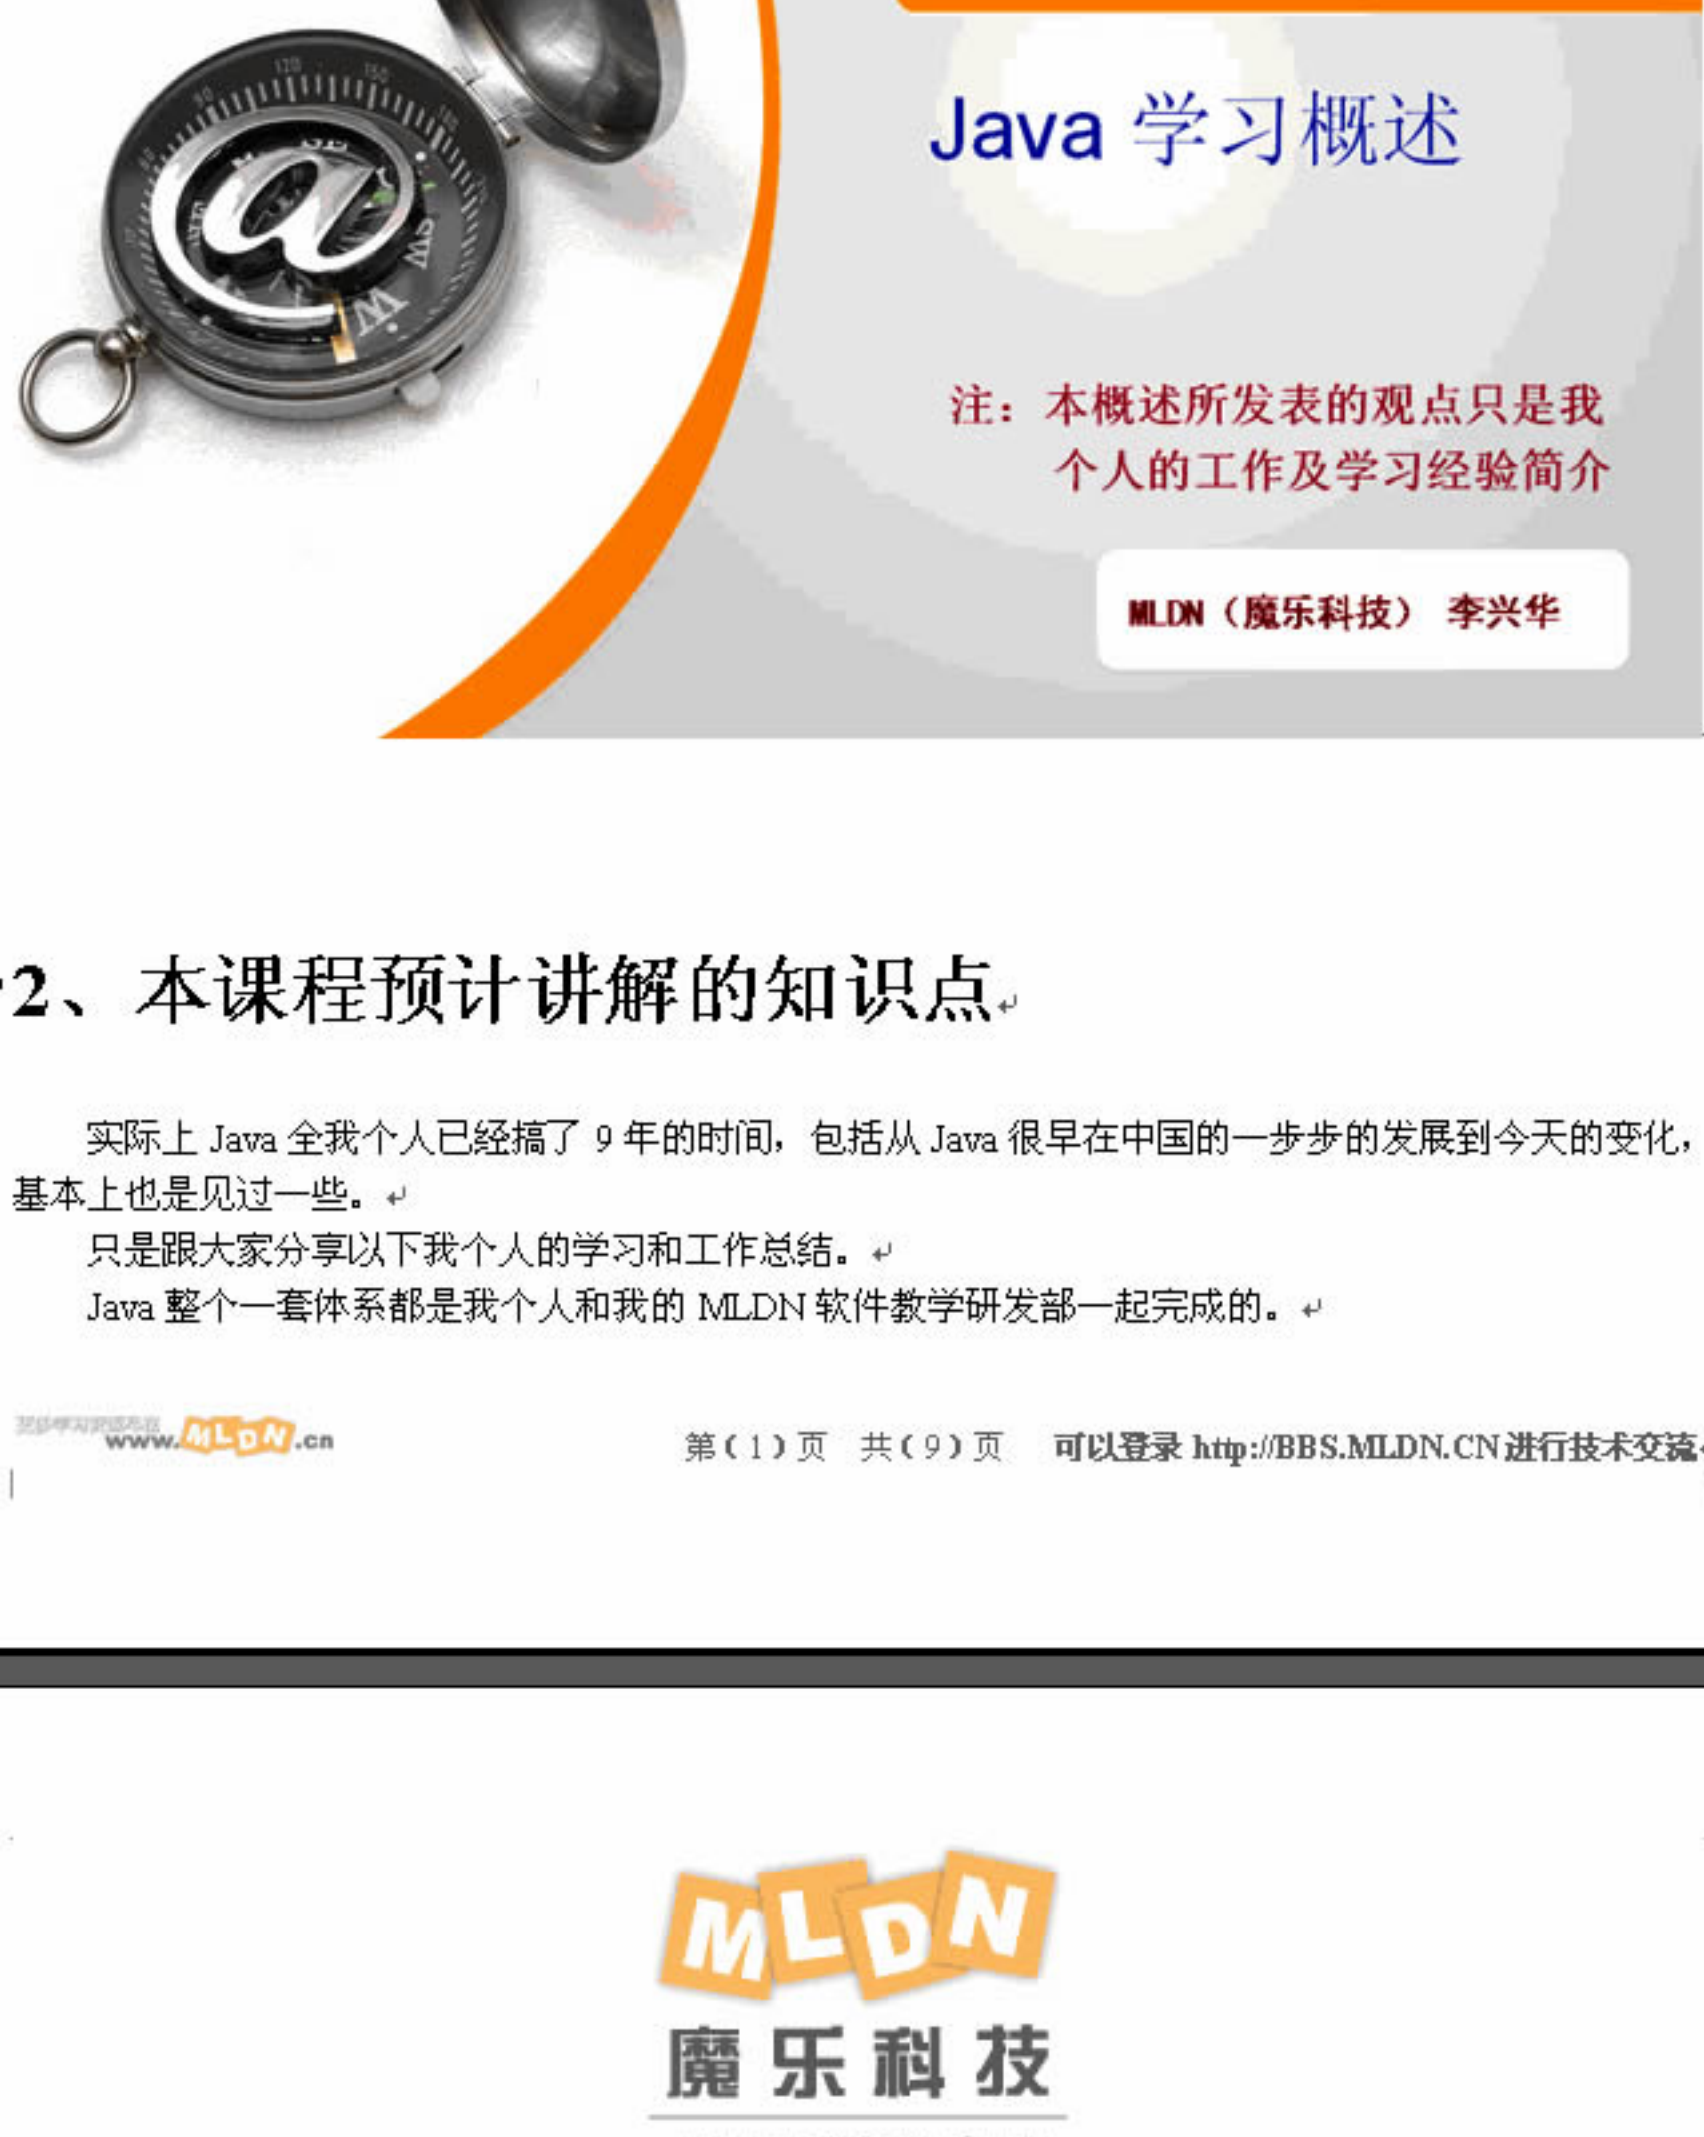 Java 学习概述
注：本概述所发表的观点只是我
个人的工作及学习经验简介
MLDN（魔乐科技） 李兴华
2、本课程预计讲解的知识点
实际上 Java 全我个人已经搞了 9 年的时间，包括从 Java 很早在中国的一步步的发展到今天的变化，
基本上也是见过一些。
只是跟大家分享以下我个人的学习和工作总结。
Java 整个一套体系都是我个人和我的 MLDN 软件教学研发部一起完成的。
www.MLDN.cn 第（1）页 共（9）页 可以登录 http://BBS.MLDN.CN 进行技术交流
MLDN
魔乐科技